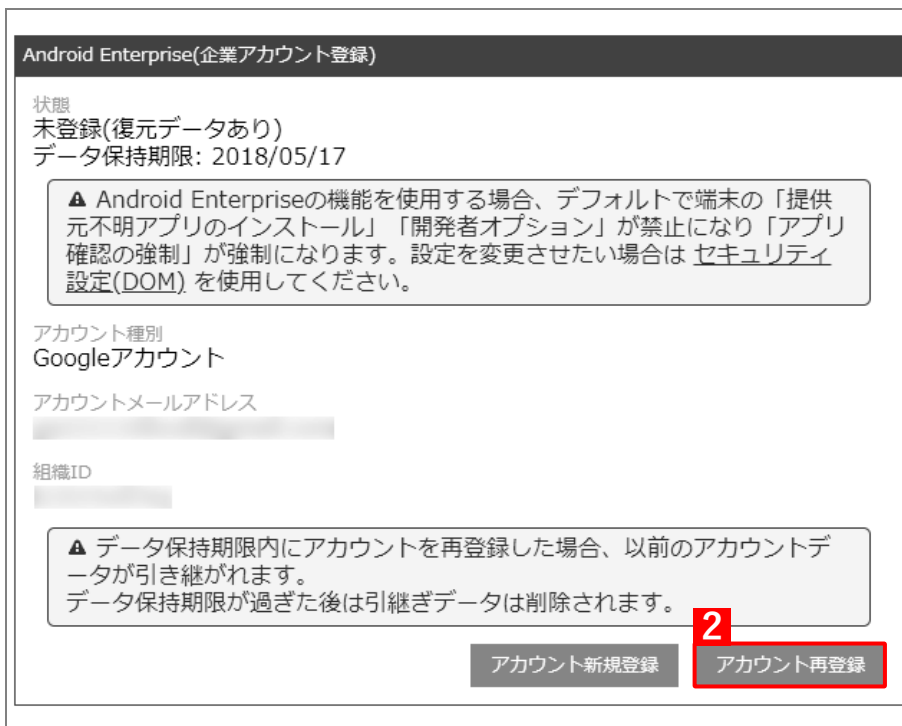 Android Enterprise(企業アカウント登録)
状態
未登録(復元データあり)
データ保持期限: 2018/05/17
▲ Android Enterpriseの機能を使用する場合、デフォルトで端末の「提供
元不明アプリのインストール」「開発者オプション」が禁止になり「アプリ
確認の強制」が強制になります。設定を変更させたい場合は セキュリティ
設定(DOM) を使用してください。
アカウント種別
Googleアカウント
アカウントメールアドレス
組織ID
▲ データ保持期限内にアカウントを再登録した場合、以前のアカウントデ
ータが引き継がれます。
データ保持期限が過ぎた後は引継ぎデータは削除されます。
2
アカウント新規登録 アカウント再登録